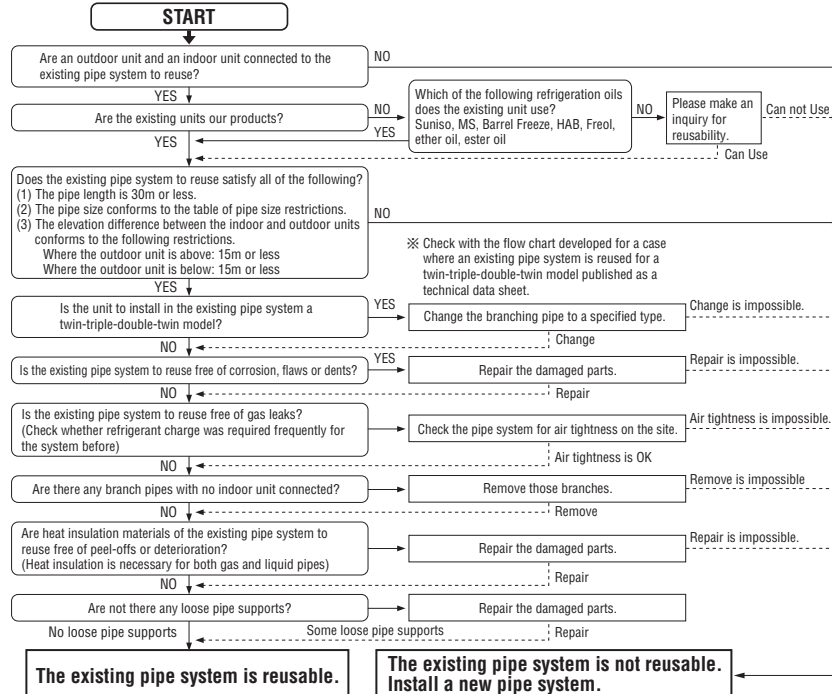 START
Are an outdoor unit and an indoor unit connected to the
existing pipe system to reuse?
NO
YES
Are the existing units our products?
NO
Which of the following refrigeration oils
does the existing unit use?
Suniso, MS, Barrel Freeze, HAB, Freol,
ether oil, ester oil
NO
Please make an
inquiry for
reusability.
Can not Use
YES
YES
Can Use
Does the existing pipe system to reuse satisfy all of the following?
(1) The pipe length is 30m or less.
(2) The pipe size conforms to the table of pipe size restrictions.
(3) The elevation difference between the indoor and outdoor units
conforms to the following restrictions.
Where the outdoor unit is above: 15m or less
Where the outdoor unit is below: 15m or less
NO
※ Check with the flow chart developed for a case
where an existing pipe system is reused for a
twin-triple-double-twin model published as a
technical data sheet.
YES
Is the unit to install in the existing pipe system a
twin-triple-double-twin model?
YES
Change the branching pipe to a specified type.
Change is impossible.
NO
Change
Is the existing pipe system to reuse free of corrosion, flaws or dents?
YES
Repair the damaged parts.
Repair is impossible.
NO
Repair
Is the existing pipe system to reuse free of gas leaks?
(Check whether refrigerant charge was required frequently for
the system before)
Check the pipe system for air tightness on the site.
Air tightness is impossible.
NO
Air tightness is OK
Are there any branch pipes with no indoor unit connected?
Remove those branches.
Remove is impossible
NO
Remove
Are heat insulation materials of the existing pipe system to
reuse free of peel-offs or deterioration?
(Heat insulation is necessary for both gas and liquid pipes)
Repair the damaged parts.
Repair is impossible.
NO
Repair
Are not there any loose pipe supports?
Repair the damaged parts.
No loose pipe supports
Some loose pipe supports
Repair
The existing pipe system is reusable.
The existing pipe system is not reusable.
Install a new pipe system.